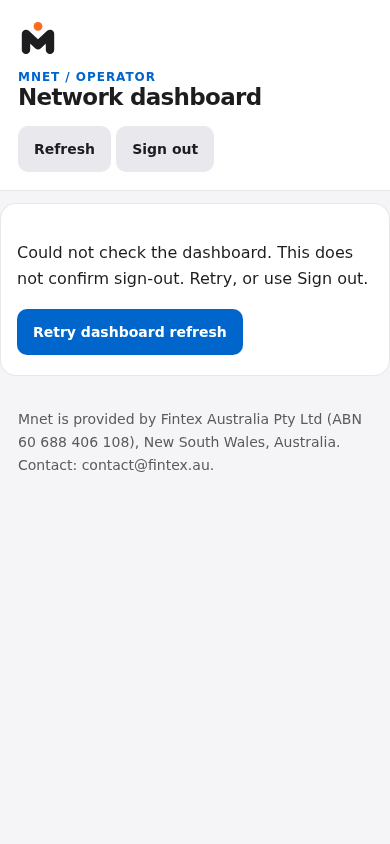 MNET / OPERATOR
Network dashboard
Refresh
Sign out
Could not check the dashboard. This does
not confirm sign-out. Retry, or use Sign out.
Retry dashboard refresh
Mnet is provided by Fintex Australia Pty Ltd (ABN
60 688 406 108), New South Wales, Australia.
Contact: contact@fintex.au.